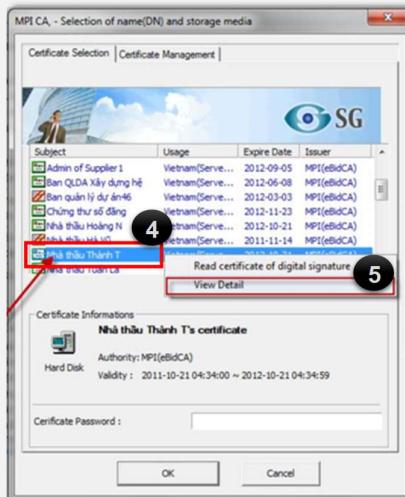 MPI CA, - Selection of name(DN) and storage media
Certificate Selection Certificate Management
SG
Subject Usage Expire Date Issuer
Admin of Supplier 1 Vietnam(Serve... 2012-09-05 MPI(eBidCA)
Ban QLDA Xây dựng hệ Vietnam(Serve... 2012-06-08 MPI(eBidCA)
Ban quản lý dự án46 Vietnam(Serve... 2012-03-03 MPI(eBidCA)
Chứng thư số đăng Vietnam(Serve... 2012-11-23 MPI(eBidCA)
Nhà thầu Hoàng N Vietnam(Serve... 2012-10-21 MPI(eBidCA)
Nhà thầu Hà Vũ Vietnam(Serve... 2011-11-14 MPI(eBidCA)
4
Nhà thầu Thành T
Read certificate of digital signature
5
Nhà thầu Tuấn La
View Detail
Certificate Informations
Nhà thầu Thành T's certificate
Hard Disk
Authority: MPI(eBidCA)
Validity : 2011-10-21 04:34:00 ~ 2012-10-21 04:34:59
Cerificate Password :
OK Cancel